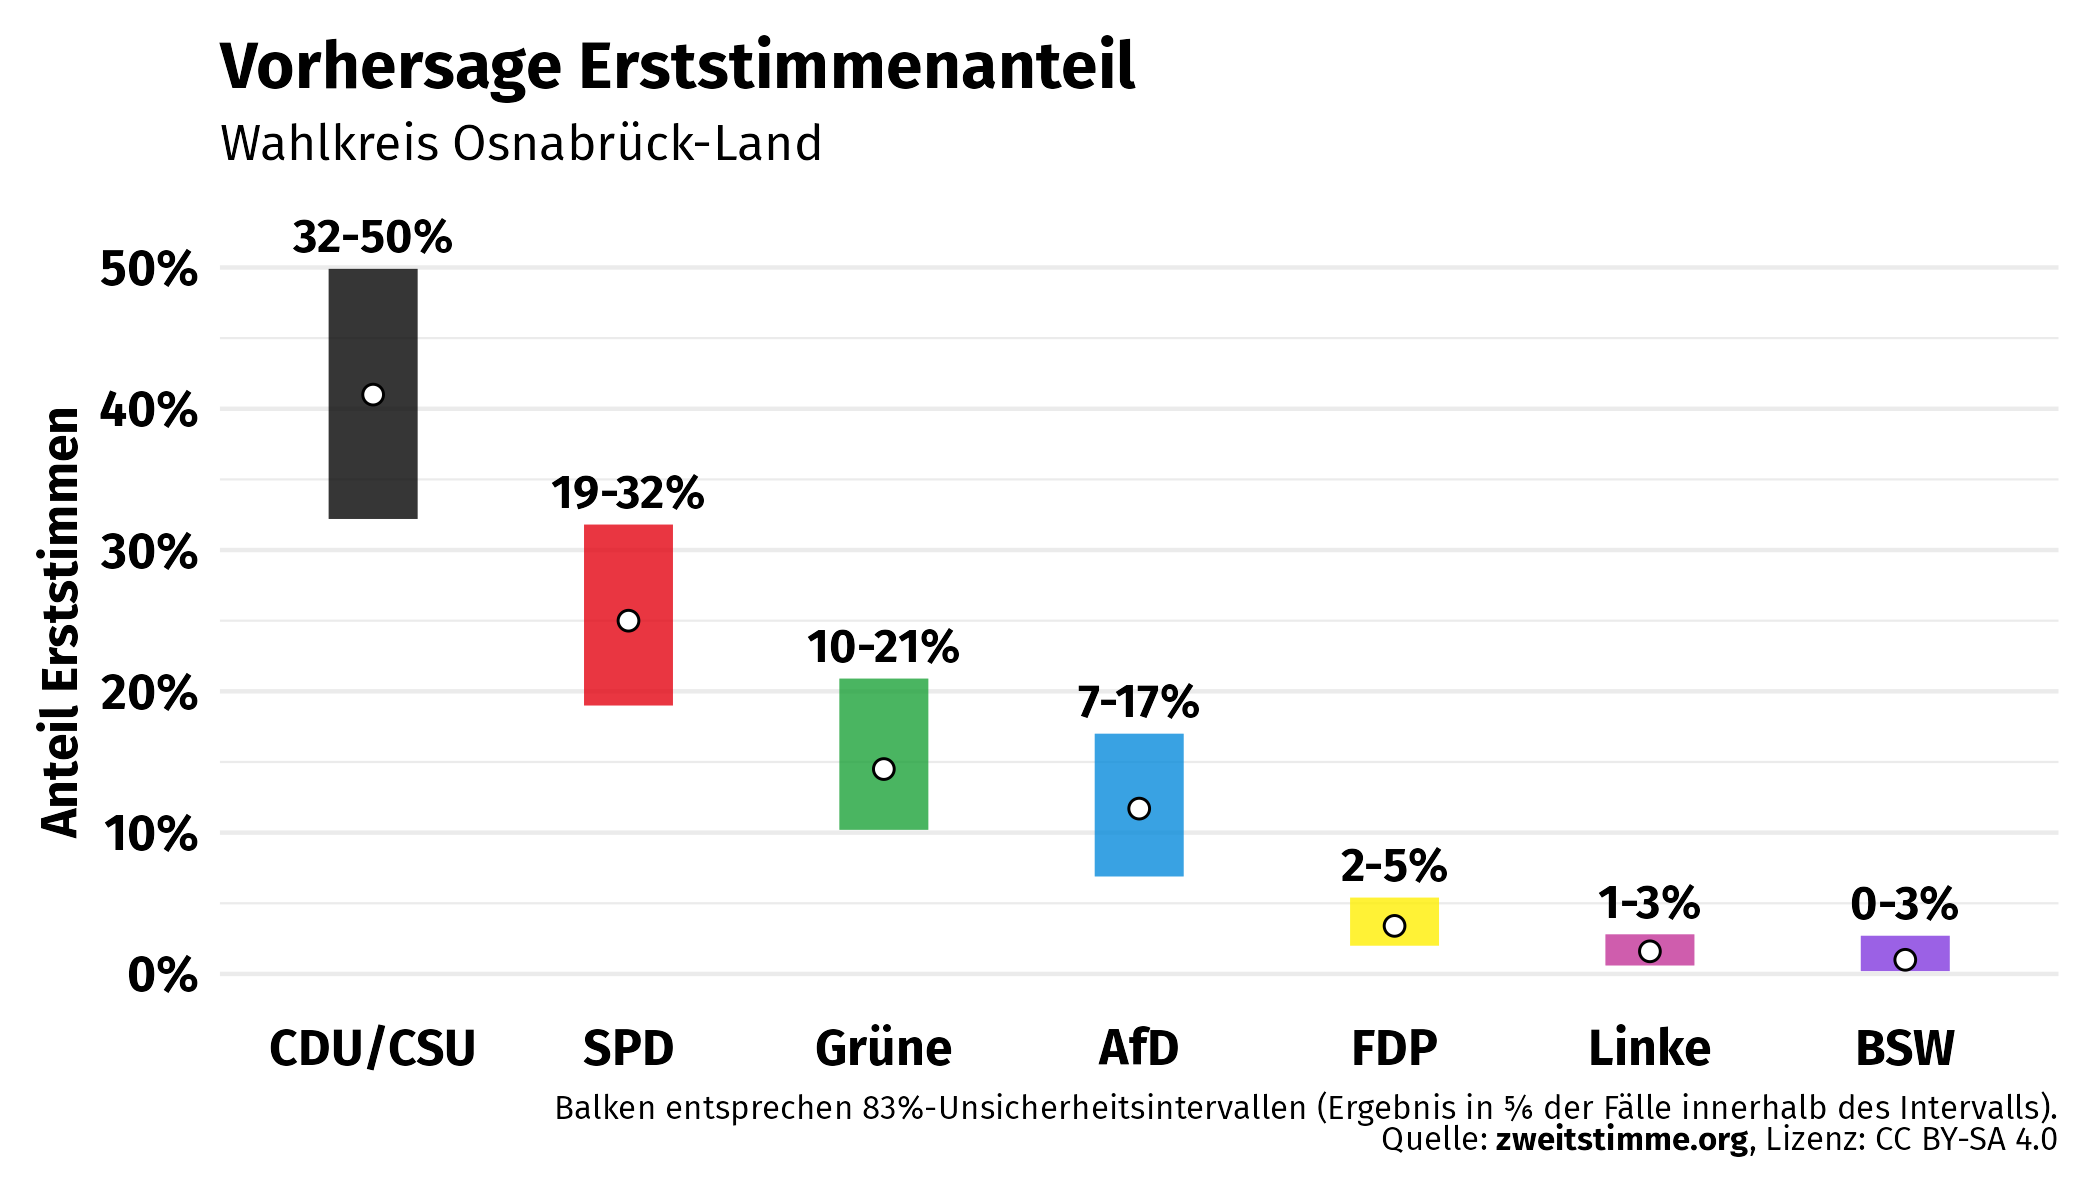 Vorhersage Erststimmenanteil
Wahlkreis Osnabrück-Land
Anteil Erststimmen
50%
40%
30%
20%
10%
0%
32-50%
19-32%
10-21%
7-17%
2-5%
1-3%
0-3%
CDU/CSU SPD Grüne AfD FDP Linke BSW
Balken entsprechen 83%-Unsicherheitsintervallen (Ergebnis in ⅚ der Fälle innerhalb des Intervalls).
Quelle: zweitstimme.org, Lizenz: CC BY-SA 4.0